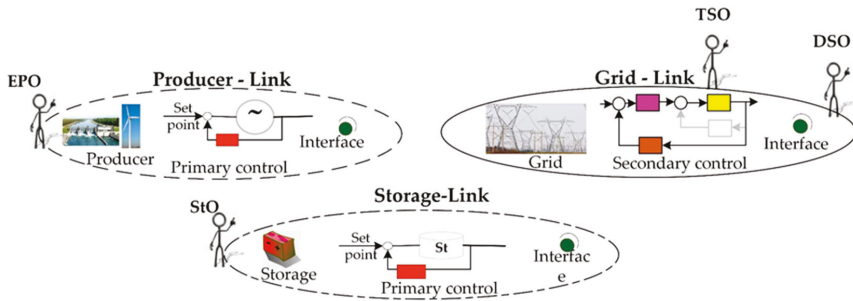 TSO
DSO
EPO
Producer - Link
Grid - Link
Set
point
~
Producer
Interface
Primary control
Grid
Interface
Secondary control
Storage-Link
StO
Set
point
St
Storage
Interfac
e
Primary control